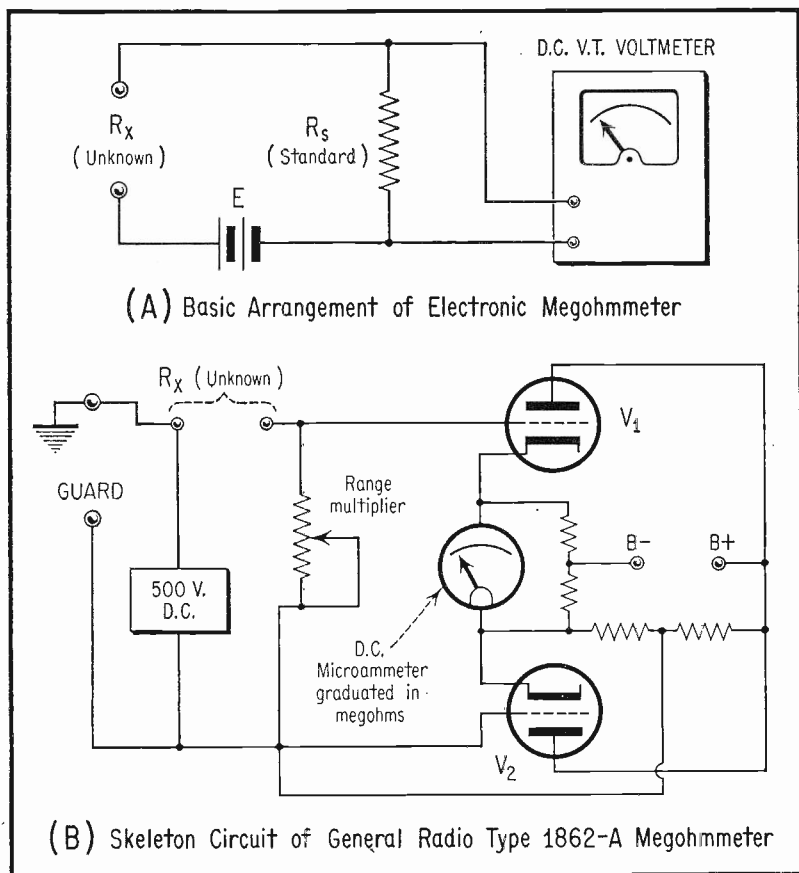 D.C. V.T. VOLTMETER
Rx
(Unknown)
Rs
(Standard)
E
(A) Basic Arrangement of Electronic Megohmmeter
Rx (Unknown)
V1
GUARD
Range
multiplier
B-
B+
500 V.
D.C.
D.C.
Microammeter
graduated in
megohms
V2
(B) Skeleton Circuit of General Radio Type 1862-A Megohmmeter